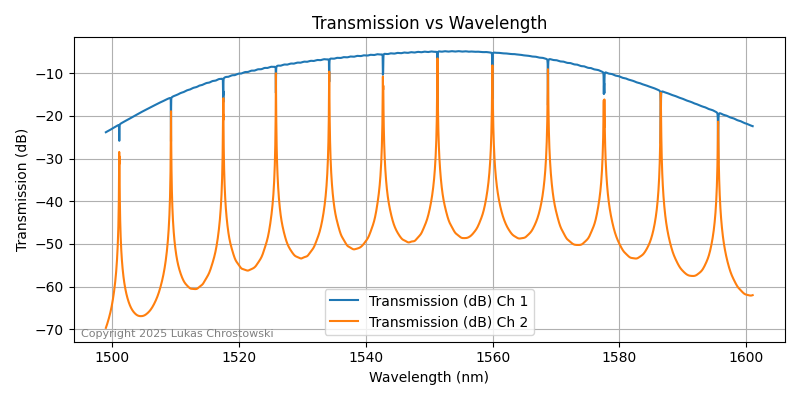 Transmission vs Wavelength
Transmission (dB)
−10
−20
−30
−40
−50
−60
−70
Transmission (dB) Ch 1
Transmission (dB) Ch 2
Copyright 2025 Lukas Chrostowski
1500 1520 1540 1560 1580 1600
Wavelength (nm)